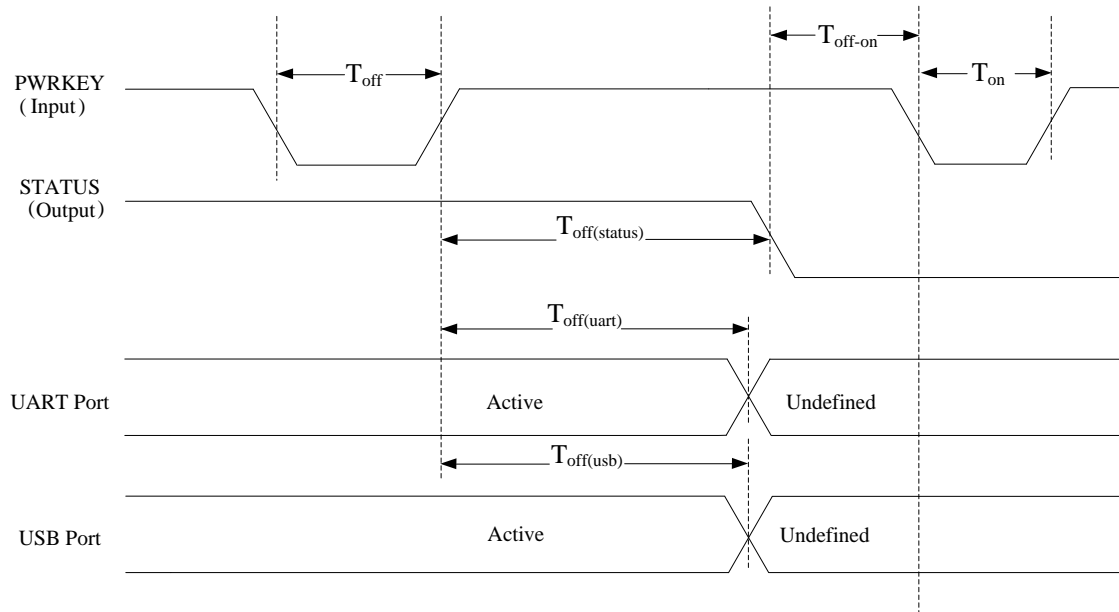 T_off-on
T_off
T_on
PWRKEY
( Input )
STATUS
(Output)
T_off(status)
T_off(uart)
UART Port
Active
Undefined
T_off(usb)
USB Port
Active
Undefined